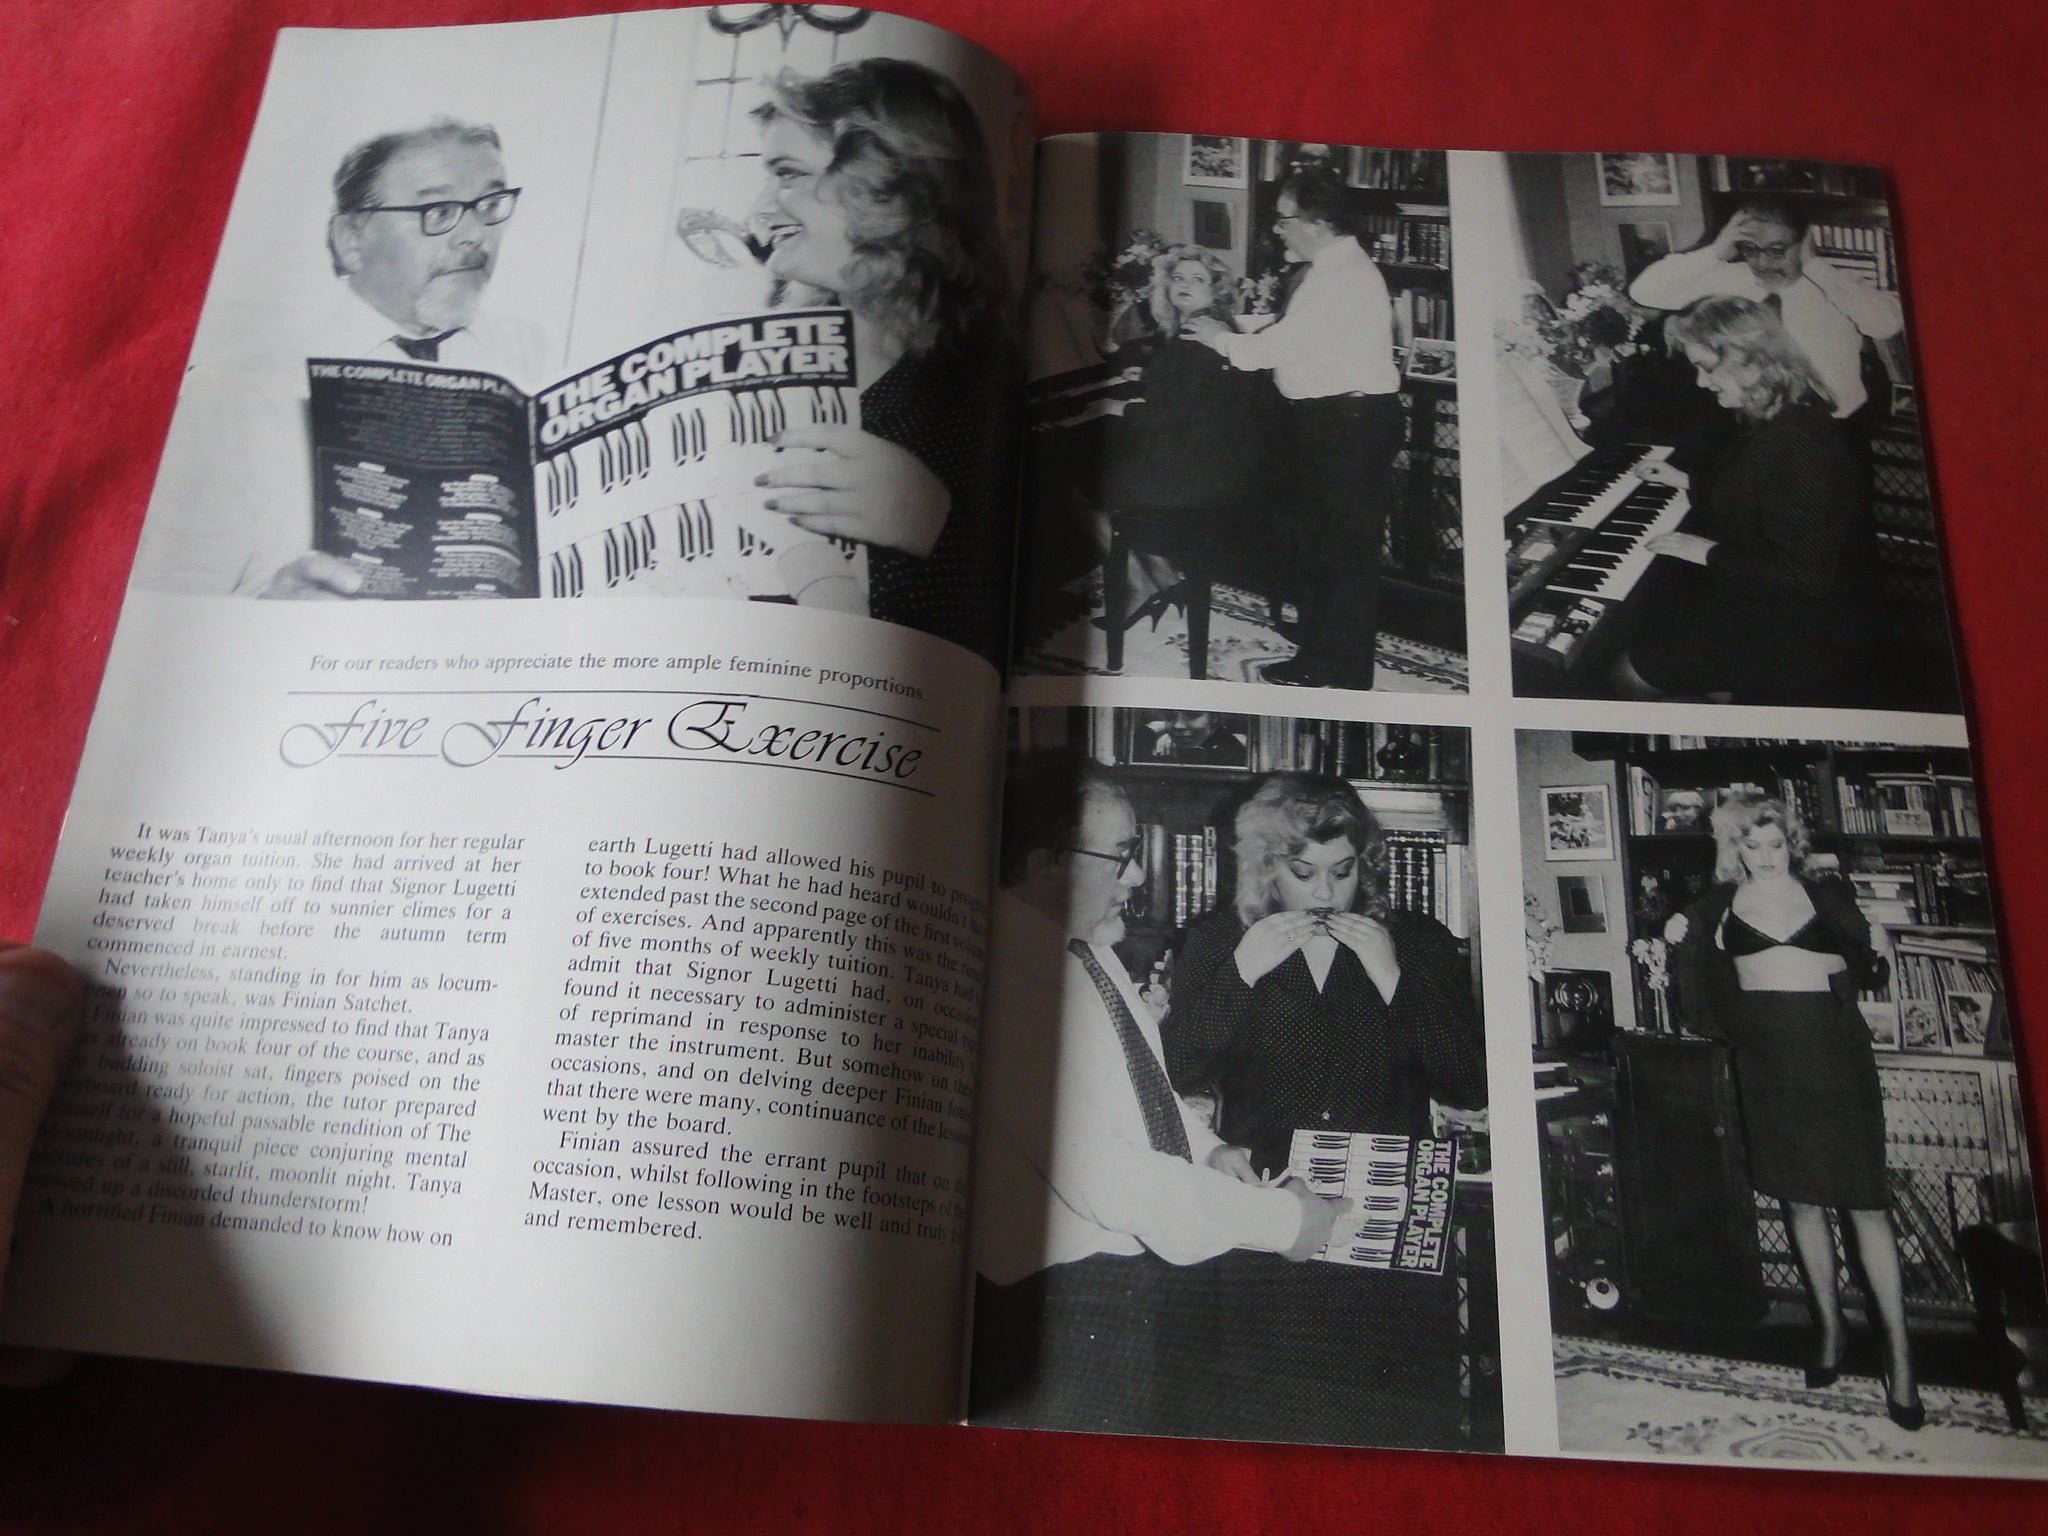 THE COMPLETE ORGAN
THE COMPLETE
ORGAN PLAYER
For our readers who appreciate the more ample feminine proportions.
Five Finger Exercise
It was Tanya's usual afternoon for her regular
weekly organ tuition. She had arrived at her
teacher's home only to find that Signor Lugetti
had taken himself off to sunnier climes for a
deserved break before the autumn term
commenced in earnest.
Nevertheless, standing in for him as locum-
so to speak, was Finian Satchet.
Finian was quite impressed to find that Tanya
already on book four of the course, and as
budding soloist sat, fingers poised on the
ready for action, the tutor prepared
himself for a hopeful passable rendition of The
Moonlight, a tranquil piece conjuring mental
pictures of a still, starlit, moonlit night. Tanya
up a discorded thunderstorm!
A horrified Finian demanded to know how on
earth Lugetti had allowed his pupil to
to book four! What he had heard wouldn't
extended past the second page of the first
of exercises. And apparently this was the
of five months of weekly tuition. Tanya had
admit that Signor Lugetti had, on
found it necessary to administer a special
of reprimand in response to her inability
master the instrument. But somehow on
occasions, and on delving deeper Finian
that there were many, continuance of the
went by the board.
Finian assured the errant pupil that on
occasion, whilst following in the footsteps of
Master, one lesson would be well and truly
and remembered.
THE COMPLETE
ORGAN PLAYER